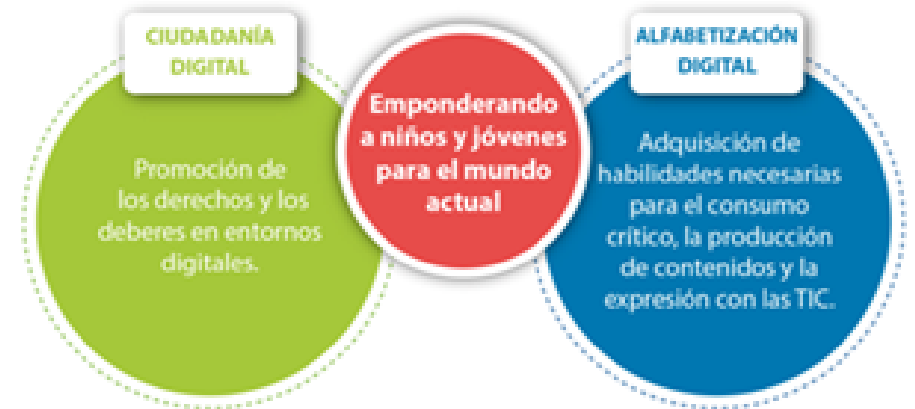 CIUDADANÍA
DIGITAL
Promoción de
los derechos y los
deberes en entornos
digitales.
Emponderando
a niños y jóvenes
para el mundo
actual
ALFABETIZACIÓN
DIGITAL
Adquisición de
habilidades necesarias
para el consumo
crítico, la producción
de contenidos y la
expresión con las TIC.